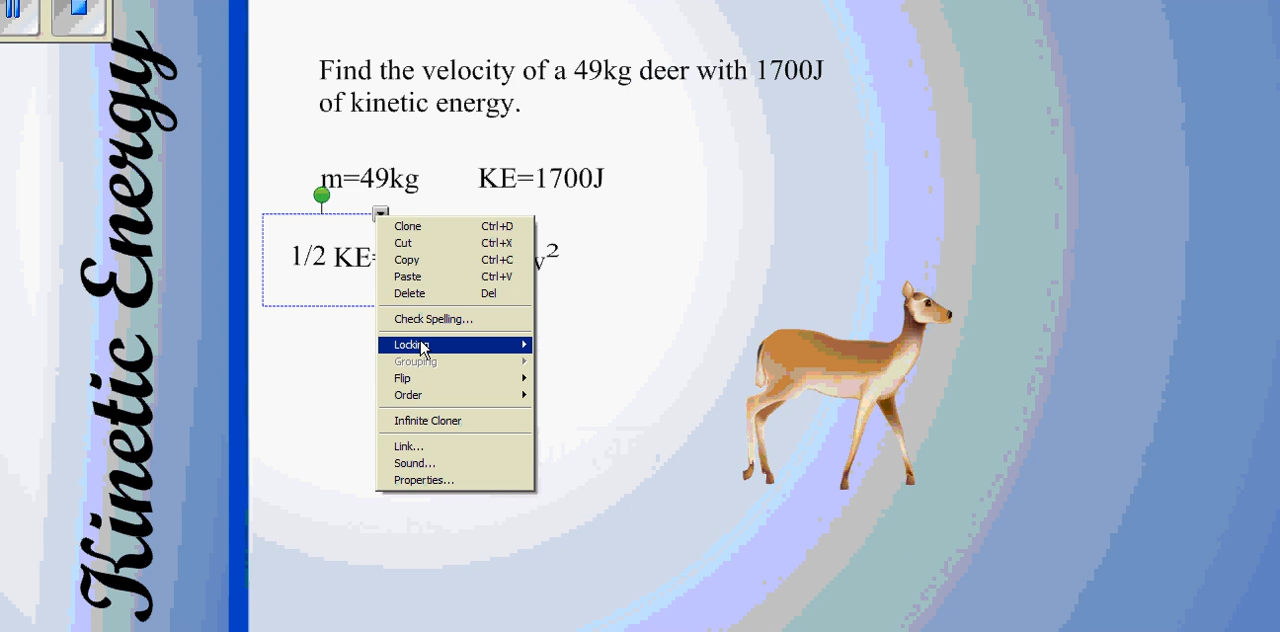 Kinetic Energy
Find the velocity of a 49kg deer with 1700J
of kinetic energy.
m=49kg KE=1700J
1/2 KE= v²
Clone Ctrl+D
Cut Ctrl+X
Copy Ctrl+C
Paste Ctrl+V
Delete Del
Check Spelling...
Locking
Grouping
Flip
Order
Infinite Cloner
Link...
Sound...
Properties...